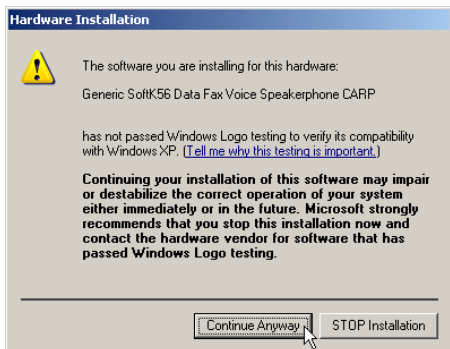 Hardware Installation
The software you are installing for this hardware:
Generic SoftK56 Data Fax Voice Speakerphone CARP
has not passed Windows Logo testing to verify its compatibility
with Windows XP. (Tell me why this testing is important.)
Continuing your installation of this software may impair
or destabilize the correct operation of your system
either immediately or in the future. Microsoft strongly
recommends that you stop this installation now and
contact the hardware vendor for software that has
passed Windows Logo testing.
Continue Anyway STOP Installation